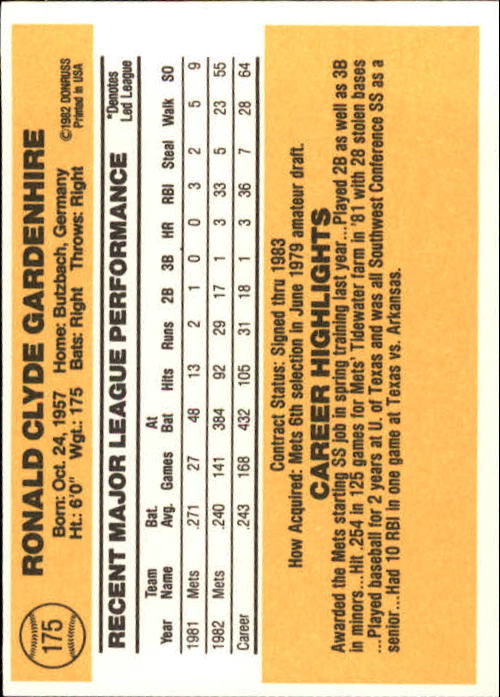 175
RONALD CLYDE GARDENHIRE
Born: Oct. 24, 1957 Home: Butzbach, Germany
Ht.: 6'0" Wgt.: 175 Bats: Right Throws: Right
©1982 DONRUSS
Printed in USA
RECENT MAJOR LEAGUE PERFORMANCE
*Denotes
Led League
Team Bat. At
Year Name Avg. Games Bat Hits Runs 2B 3B HR RBI Steal Walk SO
1981 Mets .271 27 48 13 2 1 0 0 3 2 5 9
1982 Mets .240 141 384 92 29 17 1 3 33 5 23 55
Career .243 168 432 105 31 18 1 3 36 7 28 64
Contract Status: Signed thru 1983
How Acquired: Mets 6th selection in June 1979 amateur draft.
CAREER HIGHLIGHTS
Awarded the Mets starting SS job in spring training last year...Played 2B as well as 3B
in minors...Hit .254 in 125 games for Mets' Tidewater farm in '81 with 28 stolen bases
...Played baseball for 2 years at U. of Texas and was all Southwest Conference SS as a
senior...Had 10 RBI in one game at Texas vs. Arkansas.